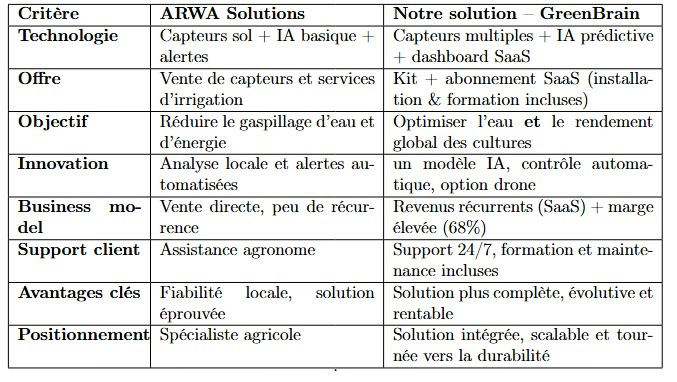 Critère ARWA Solutions Notre solution – GreenBrain
Technologie Capteurs sol + IA basique + Capteurs multiples + IA prédictive
alertes + dashboard SaaS
Offre Vente de capteurs et services Kit + abonnement SaaS (installa-
d'irrigation tion & formation incluses)
Objectif Réduire le gaspillage d'eau et Optimiser l'eau et le rendement
d'énergie global des cultures
Innovation Analyse locale et alertes au- un modèle IA, contrôle automa-
tomatisées tique, option drone
Business mo- Vente directe, peu de récur- Revenus récurrents (SaaS) + marge
del rence élevée (68%)
Support client Assistance agronome Support 24/7, formation et mainte-
nance incluses
Avantages clés Fiabilité locale, solution Solution plus complète, évolutive et
éprouvée rentable
Positionnement Spécialiste agricole Solution intégrée, scalable et tour-
née vers la durabilité